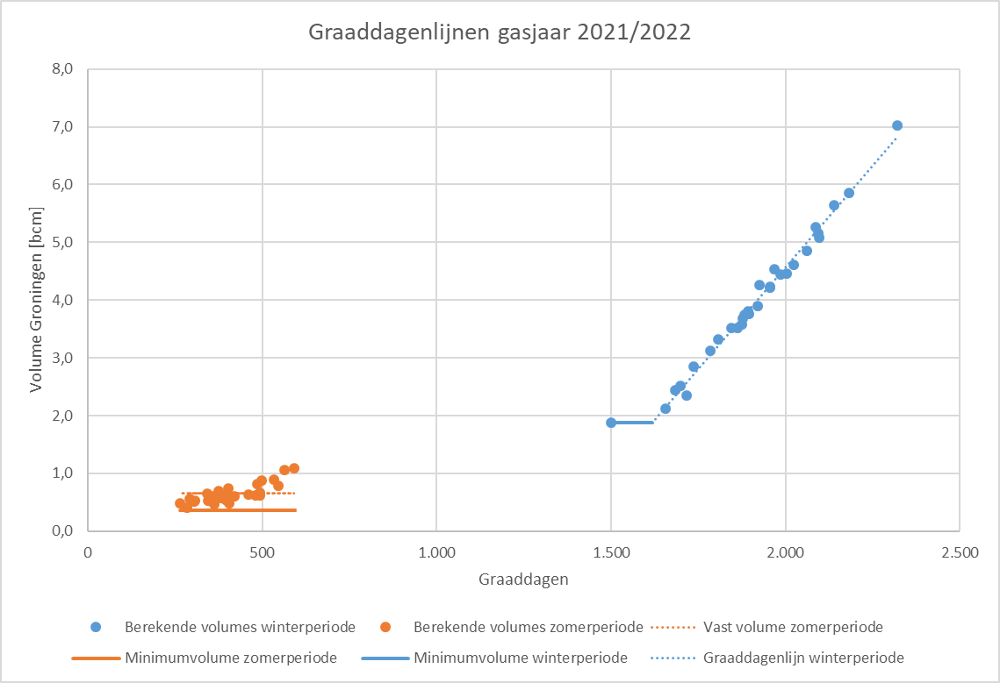 Graaddagenlijnen gasjaar 2021/2022
Volume Groningen [bcm]
8,0
7,0
6,0
5,0
4,0
3,0
2,0
1,0
0,0
0 500 1.000 1.500 2.000 2.500
Graaddagen
Berekende volumes winterperiode Berekende volumes zomerperiode Vast volume zomerperiode
Minimumvolume zomerperiode Minimumvolume winterperiode Graaddagenlijn winterperiode